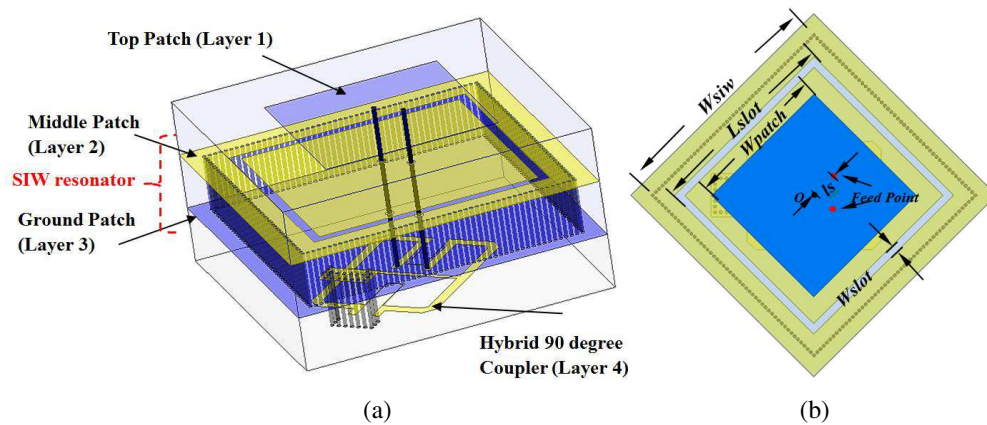 Top Patch (Layer 1)
Middle Patch
(Layer 2)
SIW resonator
Ground Patch
(Layer 3)
Hybrid 90 degree
Coupler (Layer 4)
(a)
Wsiw
Lslot
Wpatch
O
ls
Feed Point
Wslot
(b)